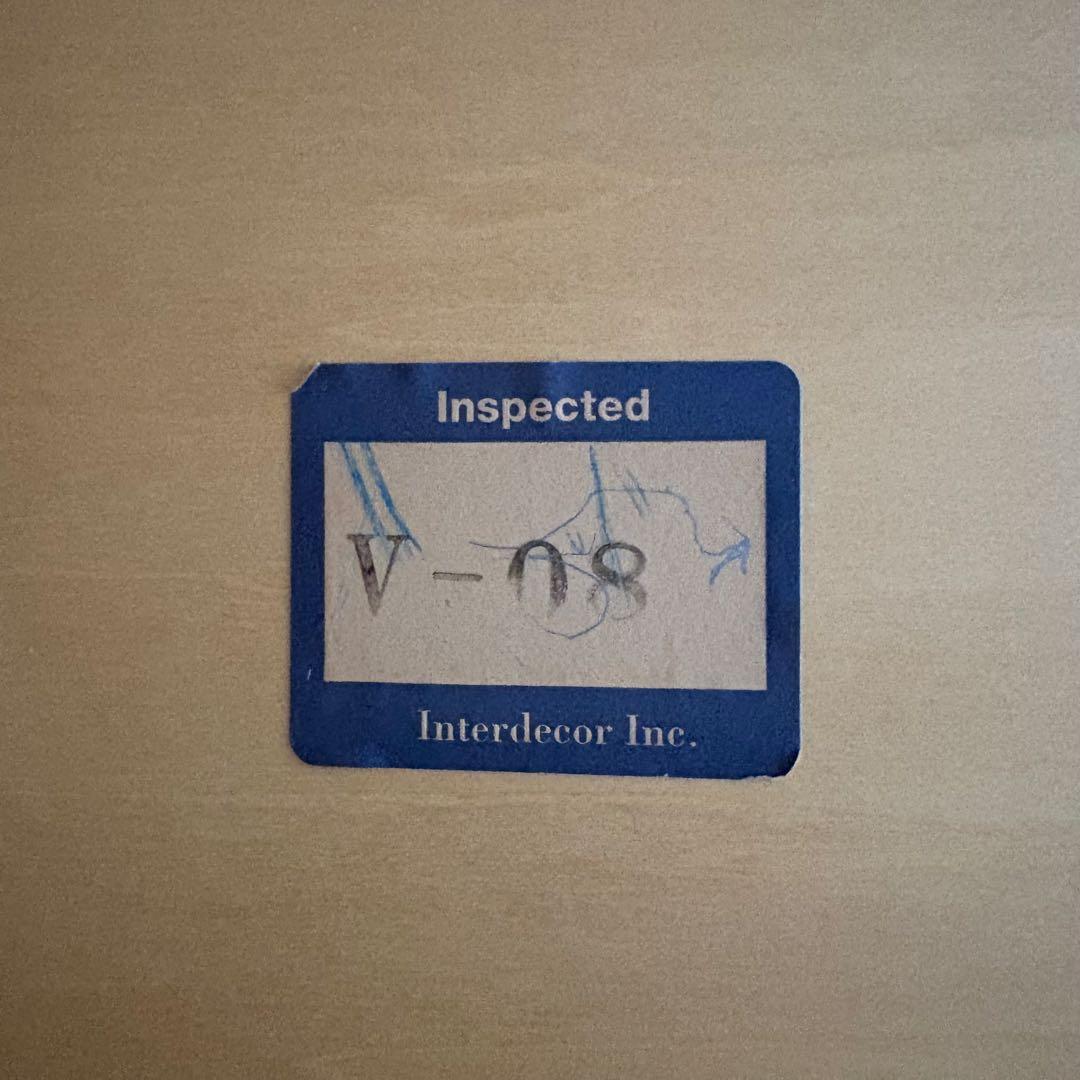 Inspected
V-08
Interdecor Inc.